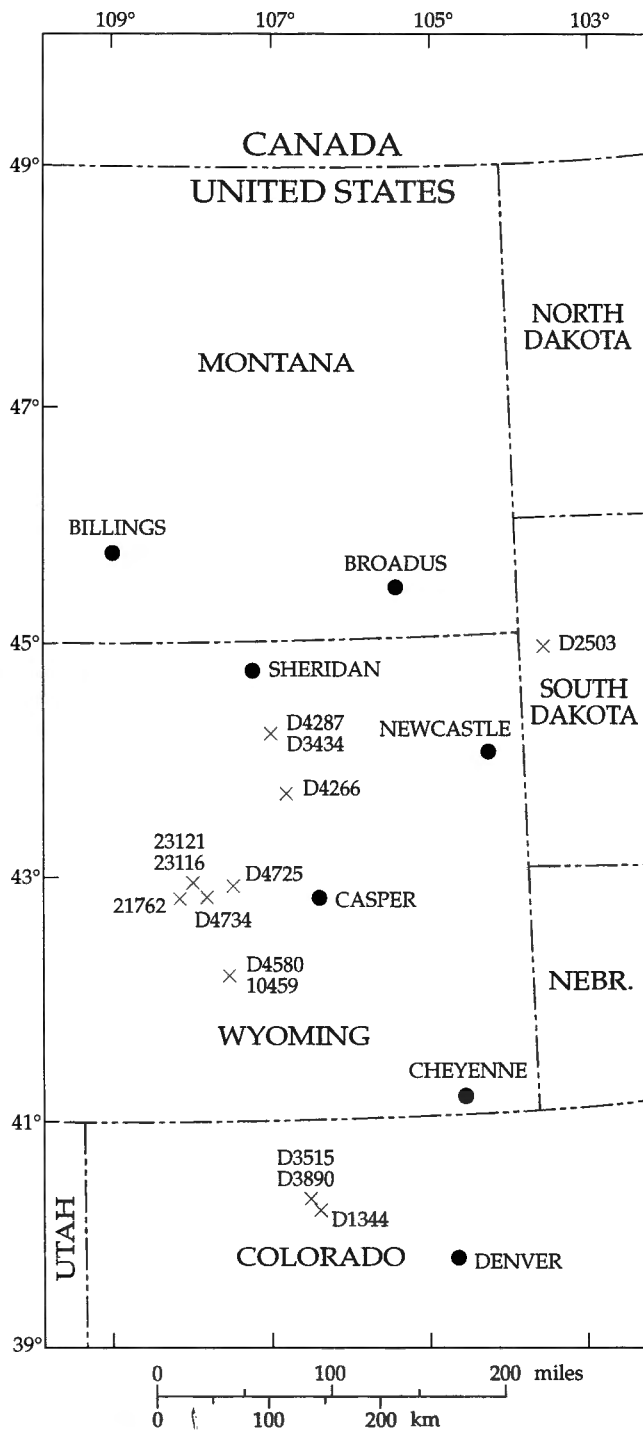 109° 107° 105° 103°
CANADA
49°
UNITED STATES
NORTH
DAKOTA
MONTANA
47°
BILLINGS
BROADUS
45°
D2503
SHERIDAN
SOUTH
DAKOTA
D4287
D3434
NEWCASTLE
D4266
23121
23116
43°
D4725
21762
D4734
CASPER
D4580
10459
NEBR.
WYOMING
CHEYENNE
41°
D3515
D3890
D1344
UTAH
COLORADO
DENVER
39°
0 100 200 miles
0 100 200 km